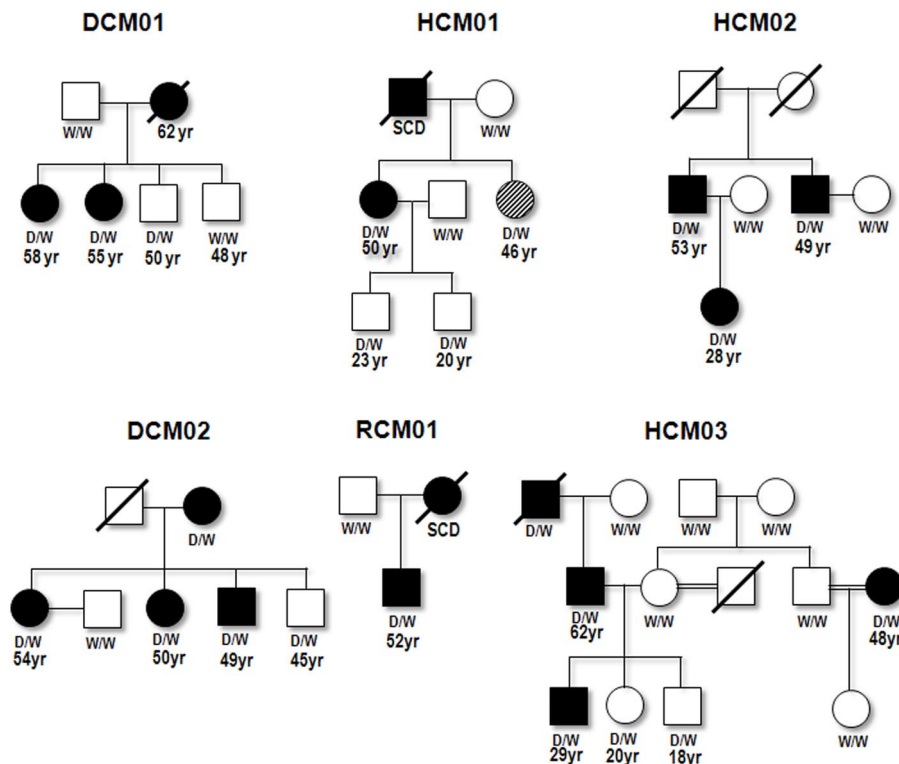 DCM01
HCM01
HCM02
W/W
62 yr
SCD
W/W
D/W
58 yr
D/W
55 yr
D/W
50 yr
W/W
48 yr
D/W
50 yr
W/W
D/W
46 yr
D/W
53 yr
W/W
D/W
49 yr
W/W
D/W
23 yr
D/W
20 yr
D/W
28 yr
DCM02
RCM01
HCM03
D/W
W/W
SCD
D/W
W/W
W/W
W/W
D/W
54yr
W/W
D/W
50yr
D/W
49yr
D/W
45yr
D/W
52yr
D/W
62yr
W/W
W/W
D/W
48yr
D/W
29yr
D/W
20yr
D/W
18yr
W/W